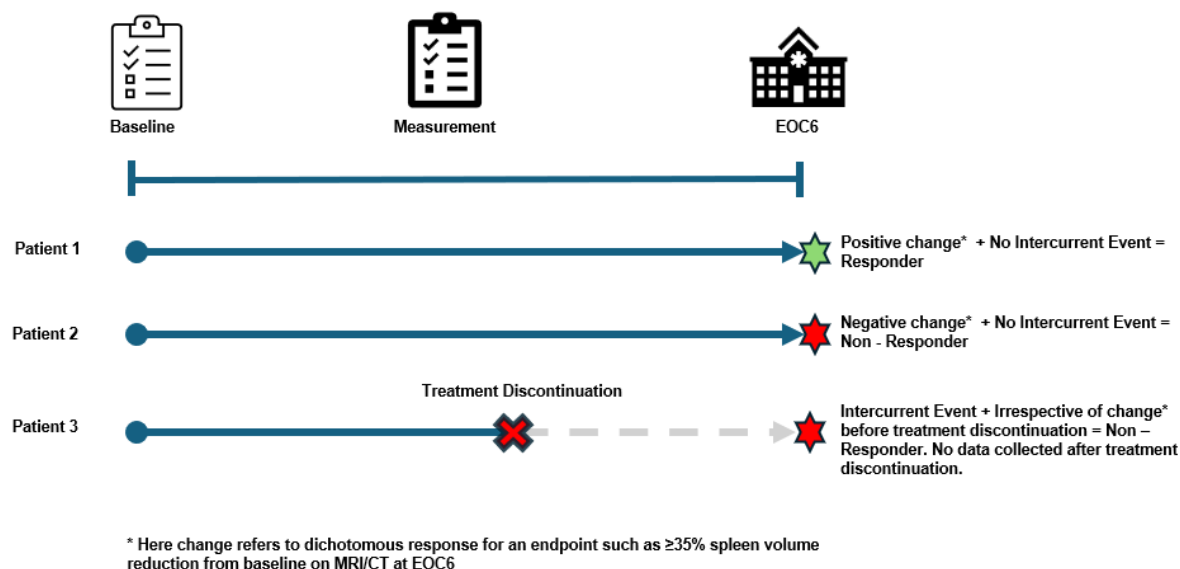 Baseline
Measurement
EOC6
Patient 1
Positive change* + No Intercurrent Event =
Responder
Patient 2
Negative change* + No Intercurrent Event =
Non - Responder
Treatment Discontinuation
Patient 3
Intercurrent Event + Irrespective of change*
before treatment discontinuation = Non –
Responder. No data collected after treatment
discontinuation.
* Here change refers to dichotomous response for an endpoint such as ≥35% spleen volume
reduction from baseline on MRI/CT at EOC6